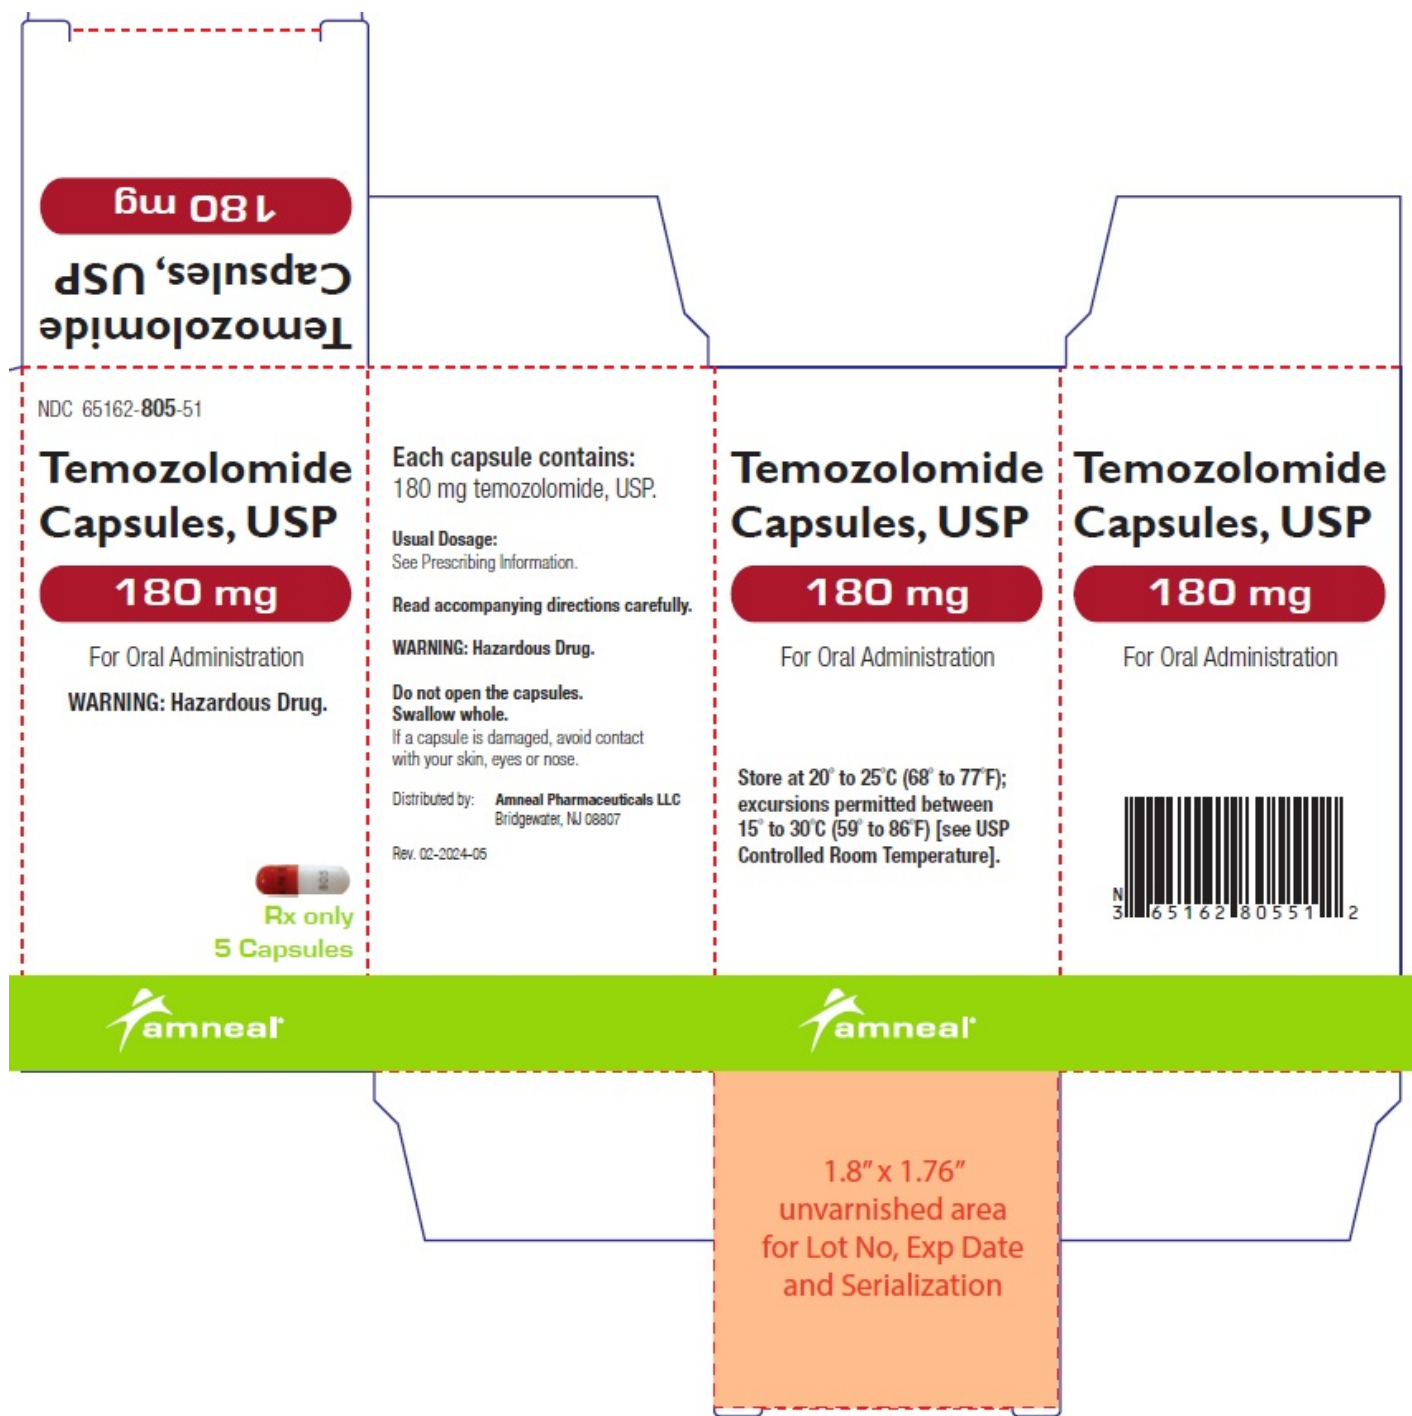 180 mg
Temozolomide
Capsules, USP
NDC 65162-805-51
Temozolomide
Capsules, USP
180 mg
For Oral Administration
WARNING: Hazardous Drug.
805
Rx only
5 Capsules
amneal®
Each capsule contains:
180 mg temozolomide, USP.
Usual Dosage:
See Prescribing Information.
Read accompanying directions carefully.
WARNING: Hazardous Drug.
Do not open the capsules.
Swallow whole.
If a capsule is damaged, avoid contact
with your skin, eyes or nose.
Distributed by: Amneal Pharmaceuticals LLC
Bridgewater, NJ 08807
Rev. 02-2024-05
Temozolomide
Capsules, USP
180 mg
For Oral Administration
Store at 20° to 25°C (68° to 77°F);
excursions permitted between
15° to 30°C (59° to 86°F) [see USP
Controlled Room Temperature].
amneal®
1.8” x 1.76”
unvarnished area
for Lot No, Exp Date
and Serialization
Temozolomide
Capsules, USP
180 mg
For Oral Administration
N
3 65162 80551 2